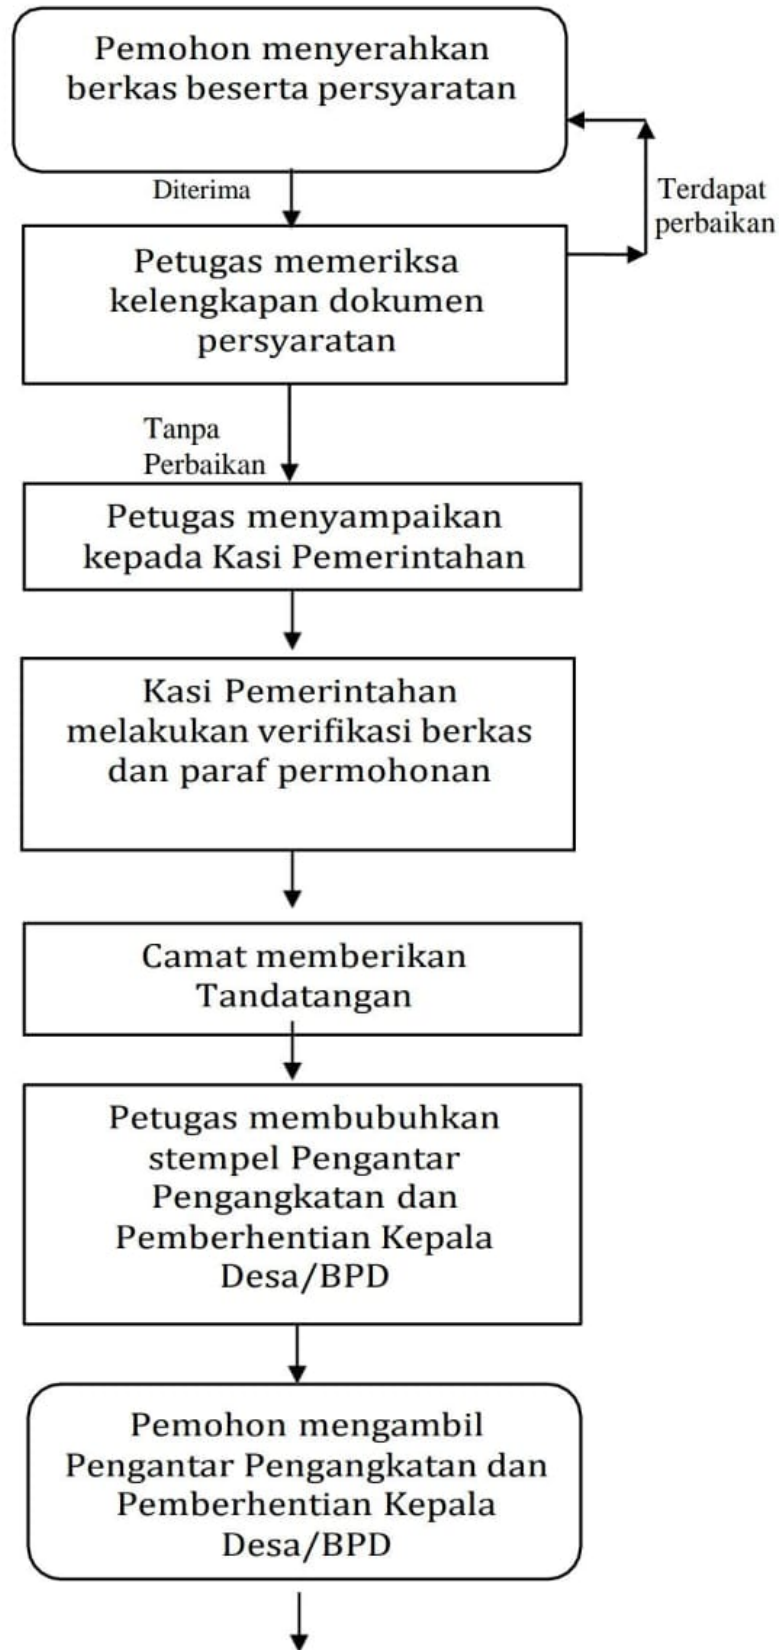 Pemohon menyerahkan
berkas beserta persyaratan
Diterima
Terdapat
perbaikan
Petugas memeriksa
kelengkapan dokumen
persyaratan
Tanpa
Perbaikan
Petugas menyampaikan
kepada Kasi Pemerintahan
Kasi Pemerintahan
melakukan verifikasi berkas
dan paraf permohonan
Camat memberikan
Tandatangan
Petugas membubuhkan
stempel Pengantar
Pengangkatan dan
Pemberhentian Kepala
Desa/BPD
Pemohon mengambil
Pengantar Pengangkatan dan
Pemberhentian Kepala
Desa/BPD